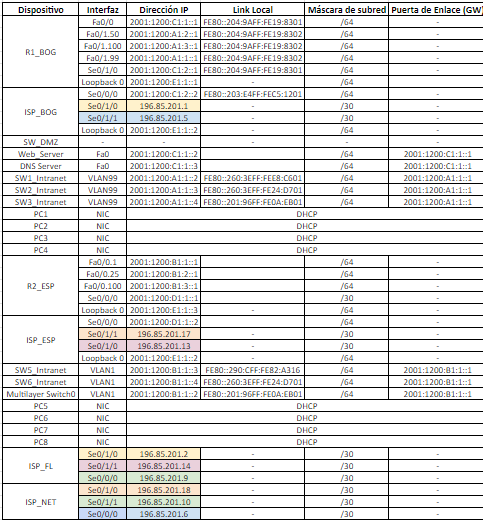 Dispositivo Interfaz Dirección IP Link Local Máscara de subred Puerta de Enlace (GW)
R1_BOG
Fa0/0 2001:1200:C1:1::1 FE80::204:9AFF:FE19:8301 /64 -
Fa0/1.50 2001:1200:A1:2::1 FE80::204:9AFF:FE19:8302 /64 -
Fa0/1.100 2001:1200:A1:3::1 FE80::204:9AFF:FE19:8302 /64 -
Fa0/1.99 2001:1200:A1:1::1 FE80::204:9AFF:FE19:8302 /64 -
Se0/1/0 2001:1200:C1:2::1 FE80::204:9AFF:FE19:8301 /64 -
Loopback 0 2001:1200:E1:1::1 - /64 -
ISP_BOG
Se0/0/0 2001:1200:C1:2::2 FE80::203:E4FF:FEC5:1201 /64 -
Se0/1/0 196.85.201.1 - /30 -
Se0/1/1 196.85.201.5 - /30 -
Loopback 0 2001:1200:E1:1::2 - /64 -
SW_DMZ - - - - -
Web_Server Fa0 2001:1200:C1:1::2 /64 2001:1200:C1:1::1
DNS Server Fa0 2001:1200:C1:1::3 /64 2001:1200:C1:1::1
SW1_Intranet VLAN99 2001:1200:A1:1::2 FE80::260:3EFF:FEE8:C601 /64 2001:1200:A1:1::1
SW2_Intranet VLAN99 2001:1200:A1:1::3 FE80::260:3EFF:FE24:D701 /64 2001:1200:A1:1::1
SW3_Intranet VLAN99 2001:1200:A1:1::4 FE80::201:96FF:FE0A:EB01 /64 2001:1200:A1:1::1
PC1 NIC DHCP
PC2 NIC DHCP
PC3 NIC DHCP
PC4 NIC DHCP
R2_ESP
Fa0/0.1 2001:1200:B1:1::1 /64 -
Fa0/0.25 2001:1200:B1:2::1 /64 -
Fa0/0.100 2001:1200:B1:3::1 /64 -
Se0/0/0 2001:1200:D1:1::1 /30 -
Loopback 0 2001:1200:E1:1::3 - /64 -
ISP_ESP
Se0/0/0 2001:1200:D1:1::2 /64 -
Se0/1/1 196.85.201.17 - /30 -
Se0/1/0 196.85.201.13 - /30 -
Loopback 0 2001:1200:E1:1::2 - /64 -
SW5_Intranet VLAN1 2001:1200:B1:1::3 FE80::290:CFF:FE82:A316 /64 2001:1200:B1:1::1
SW6_Intranet VLAN1 2001:1200:B1:1::4 FE80::260:3EFF:FE24:D701 /64 2001:1200:B1:1::1
Multilayer Switch0 VLAN1 2001:1200:B1:1::2 FE80::201:96FF:FE0A:EB01 /64 2001:1200:B1:1::1
PC5 NIC DHCP
PC6 NIC DHCP
PC7 NIC DHCP
PC8 NIC DHCP
ISP_FL
Se0/1/0 196.85.201.2 - /30 -
Se0/1/1 196.85.201.14 - /30 -
Se0/0/0 196.85.201.9 - /30 -
ISP_NET
Se0/1/0 196.85.201.18 - /30 -
Se0/1/1 196.85.201.10 - /30 -
Se0/0/0 196.85.201.6 - /30 -